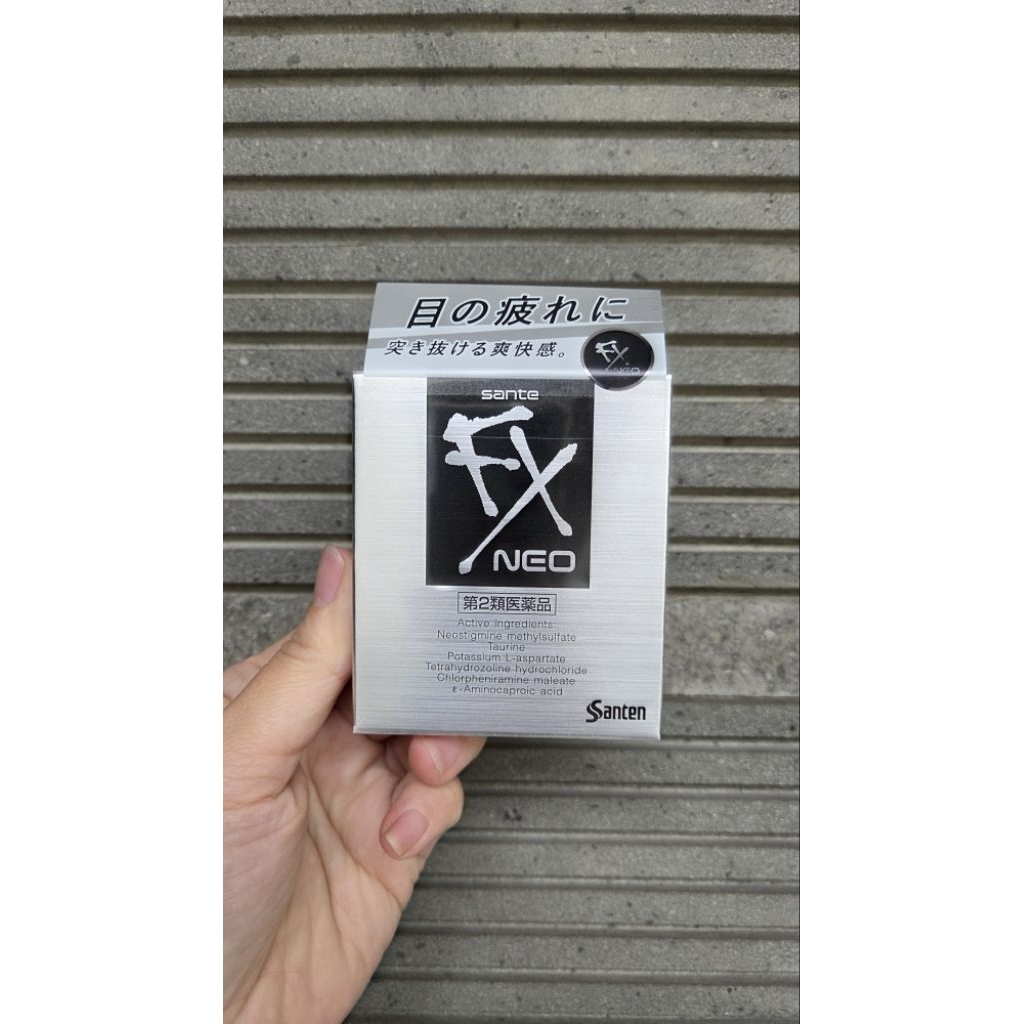 目の疲れに
突き抜ける爽快感。
FX
NEO
sante
FX
NEO
第2類医薬品
Active Ingredients:
Neostigmine methylsulfate
Taurine
Potassium L-aspartate
Tetrahydrozoline hydrochloride
Chlorpheniramine maleate
ε-Aminocaproic acid
Santen